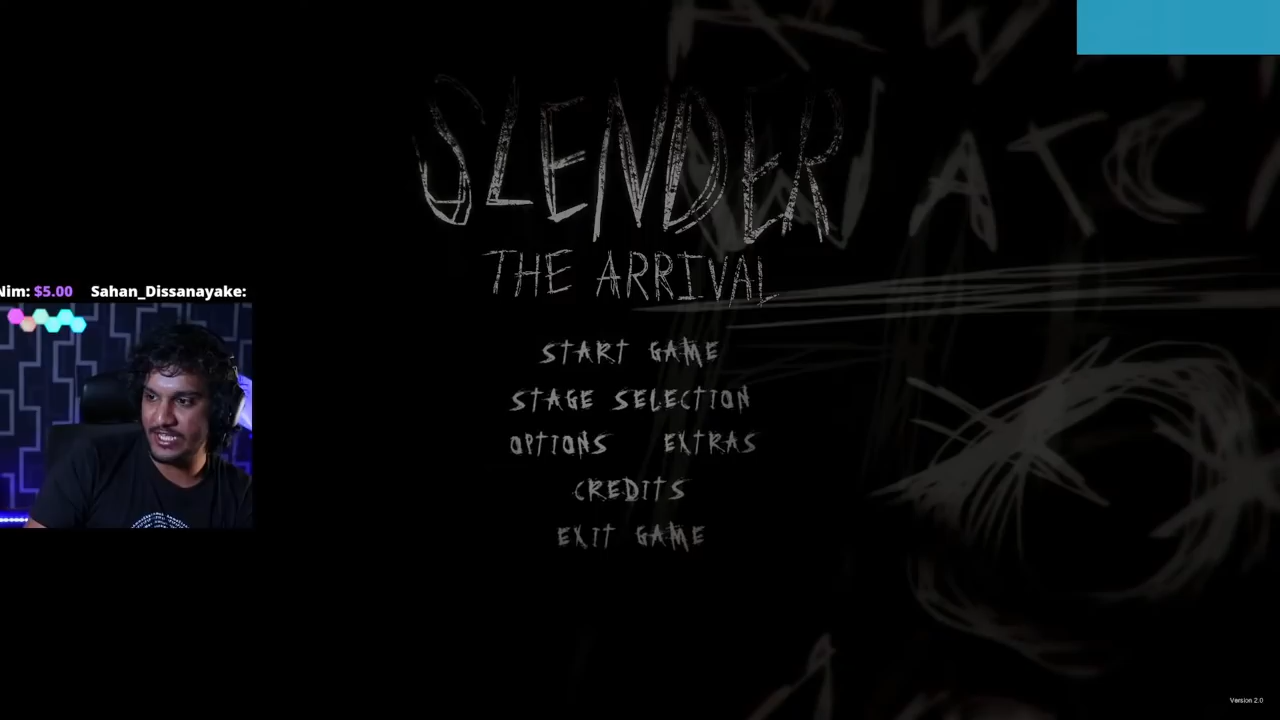 SLENDER
THE ARRIVAL
START GAME
STAGE SELECTION
OPTIONS EXTRAS
CREDITS
EXIT GAME
Nim: $5.00 Sahan_Dissanayake:
Version 2.0